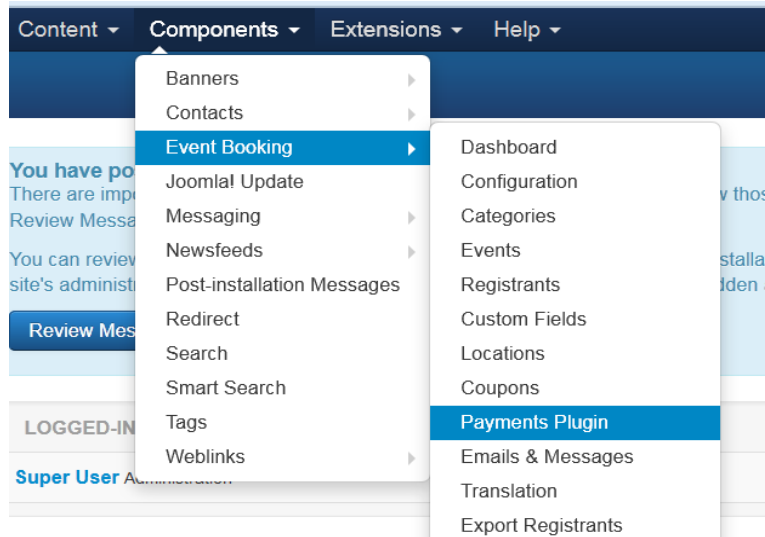 Content
Components
Extensions
Help
Banners
Contacts
Event Booking
Joomla! Update
Messaging
Newsfeeds
Post-installation Messages
Redirect
Search
Smart Search
Tags
Weblinks
Dashboard
Configuration
Categories
Events
Registrants
Custom Fields
Locations
Coupons
Payments Plugin
Emails & Messages
Translation
Export Registrants
You have po
There are imp
Review Messa
You can review
site's administ
Review Mes
LOGGED-IN
Super User Administration